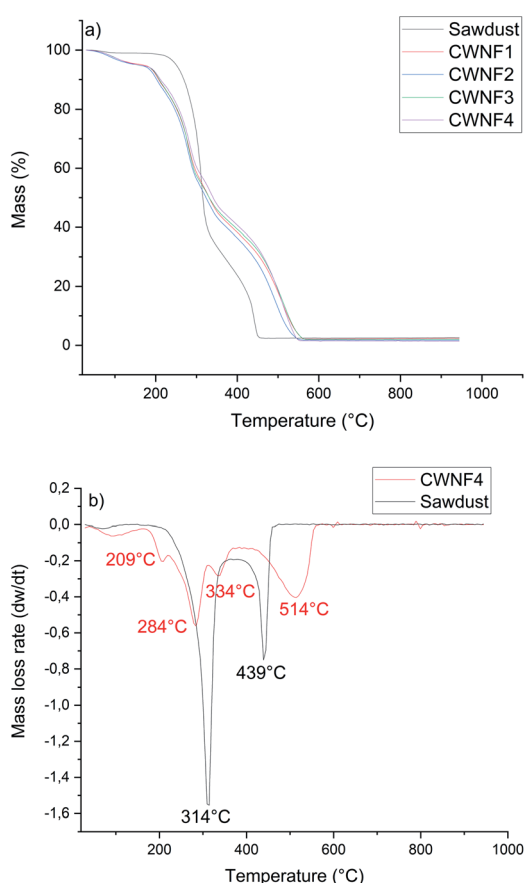 a)
Sawdust
CWNF1
CWNF2
CWNF3
CWNF4
100
80
60
40
20
0
Mass (%)
200 400 600 800 1000
Temperature (°C)
b)
CWNF4
Sawdust
0,2
0,0
-0,2
-0,4
-0,6
-0,8
-1,0
-1,2
-1,4
-1,6
Mass loss rate (dw/dt)
209°C
334°C
514°C
284°C
439°C
314°C
200 400 600 800 1000
Temperature (°C)